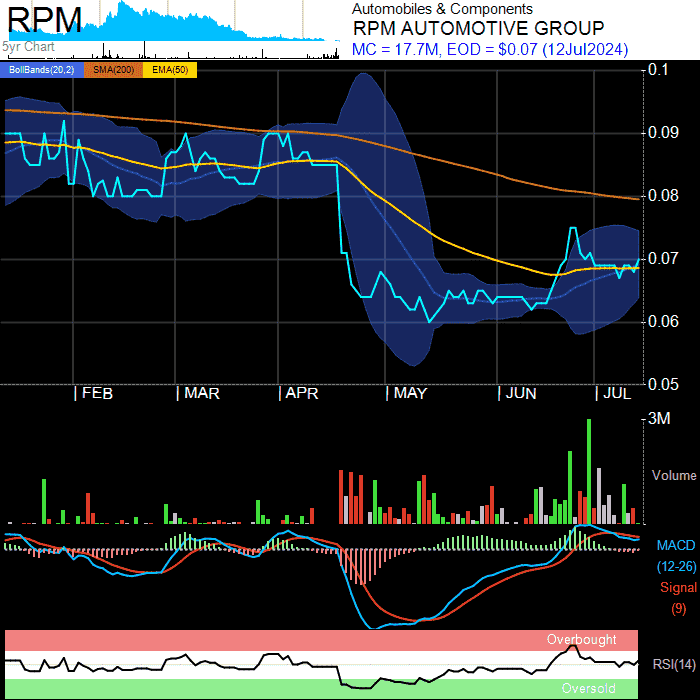 RPM
5yr Chart
Automobiles & Components
RPM AUTOMOTIVE GROUP
MC = 17.7M, EOD = $0.07 (12Jul2024)
BollBands(20,2) SMA(200) EMA(50)
0.1
0.09
0.08
0.07
0.06
0.05
FEB MAR APR MAY JUN JUL
3M
Volume
MACD
(12-26)
Signal
(9)
Overbought
RSI(14)
Oversold